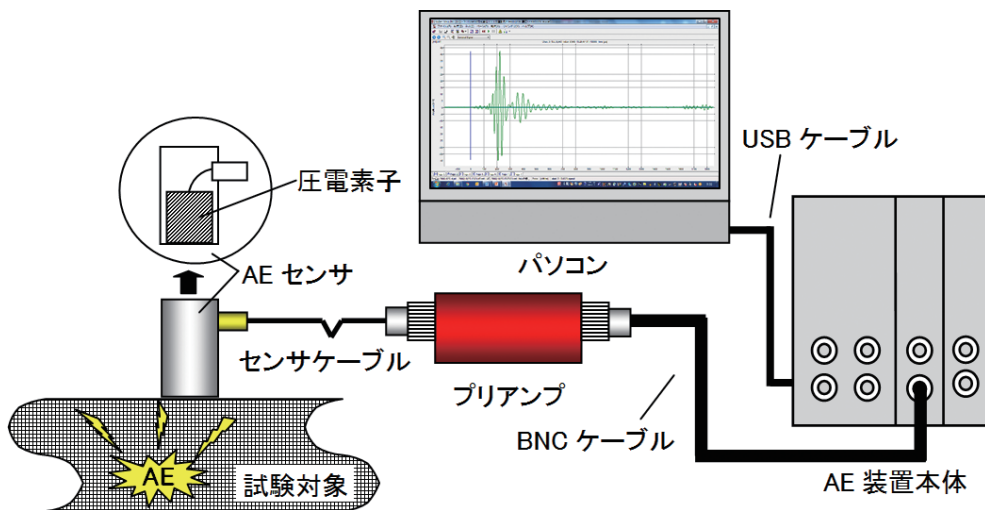 USB ケーブル
圧電素子
AE センサ
パソコン
センサケーブル
プリアンプ
BNC ケーブル
AE
試験対象
AE 装置本体